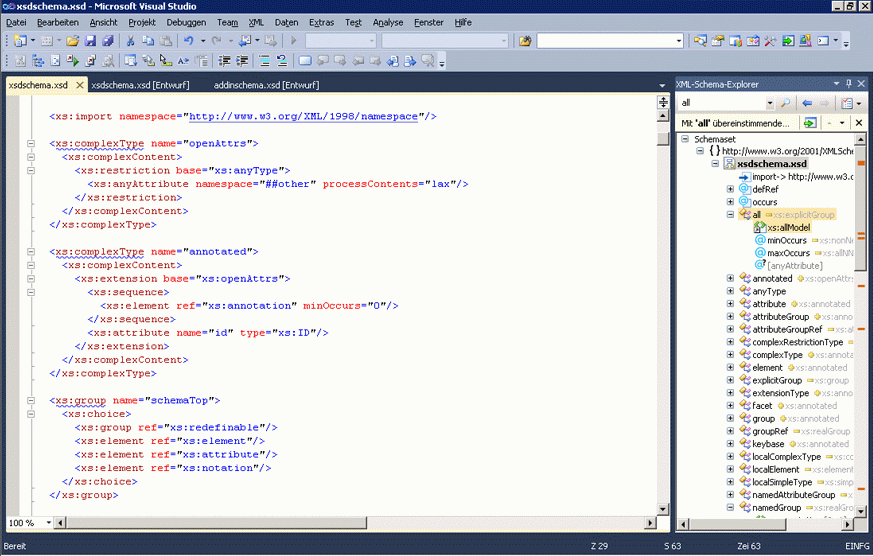 xsdschema.xsd - Microsoft Visual Studio
Datei Bearbeiten Ansicht Projekt Debuggen Team XML Daten Extras Test Analyse Fenster Hilfe
xsdschema.xsd xsdschema.xsd [Entwurf] addinschema.xsd [Entwurf]
<xs:import namespace="http://www.w3.org/XML/1998/namespace"/>
<xs:complexType name="openAttrs">
<xs:complexContent>
<xs:restriction base="xs:anyType">
<xs:anyAttribute namespace="##other" processContents="lax"/>
</xs:restriction>
</xs:complexContent>
</xs:complexType>
<xs:complexType name="annotated">
<xs:complexContent>
<xs:extension base="xs:openAttrs">
<xs:sequence>
<xs:element ref="xs:annotation" minOccurs="0"/>
</xs:sequence>
<xs:attribute name="id" type="xs:ID"/>
</xs:extension>
</xs:complexContent>
</xs:complexType>
<xs:group name="schemaTop">
<xs:choice>
<xs:group ref="xs:redefinable"/>
<xs:element ref="xs:element"/>
<xs:element ref="xs:attribute"/>
<xs:element ref="xs:notation"/>
</xs:choice>
</xs:group>
100 %
XML-Schema-Explorer
all
Mit 'all' übereinstimmende...
Schemaset
{ } http://www.w3.org/2001/XMLSche
xsdschema.xsd
import-> http://www.w3.o
defRef
occurs
all xs:explicitGroup
xs:allModel
minOccurs xs:nonNe
maxOccurs xs:allNN
[anyAttribute]
annotated xs:openAttrs
anyType
attribute xs:annotated
attributeGroup xs:annote
attributeGroupRef xs:at
complexRestrictionType
complexType xs:annotat
element xs:annotated
explicitGroup xs:group
extensionType xs:annota
facet xs:annotated
group xs:annotated
groupRef xs:realGroup
keybase xs:annotated
localComplexType xs:co
localElement xs:element
localSimpleType xs:simpl
namedAttributeGroup
namedGroup xs:realGro
Bereit Z 29 S 63 Zei 63 EINFG